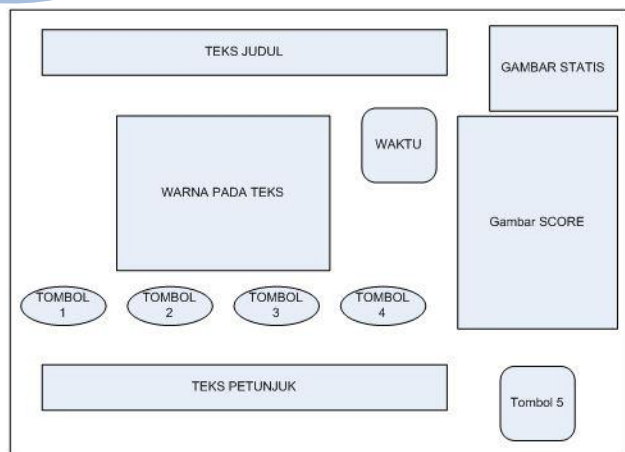 TEKS JUDUL
GAMBAR STATIS
WAKTU
WARNA PADA TEKS
Gambar SCORE
TOMBOL
1
TOMBOL
2
TOMBOL
3
TOMBOL
4
TEKS PETUNJUK
Tombol 5